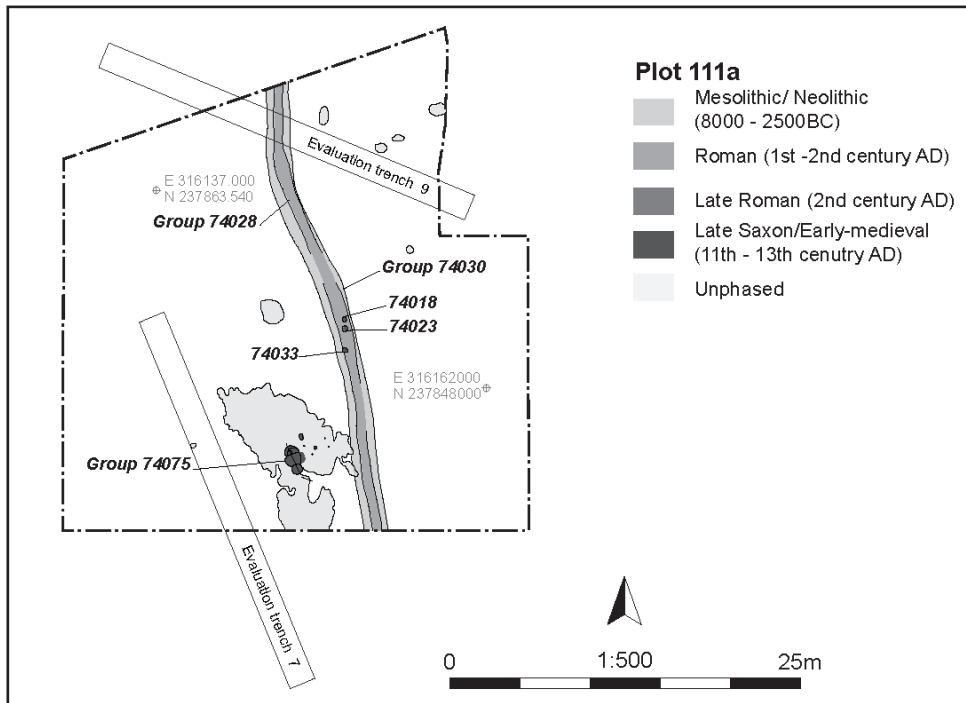 Plot 111a
Mesolithic/ Neolithic
(8000 - 2500BC)
Roman (1st -2nd century AD)
Late Roman (2nd century AD)
Late Saxon/Early-medieval
(11th - 13th cenutry AD)
Unphased
Evaluation trench 9
E 316137.000
N 237863.540
Group 74028
Group 74030
74018
74023
74033
E 316162000
N 237848000
Group 74075
Evaluation trench 7
0 1:500 25m